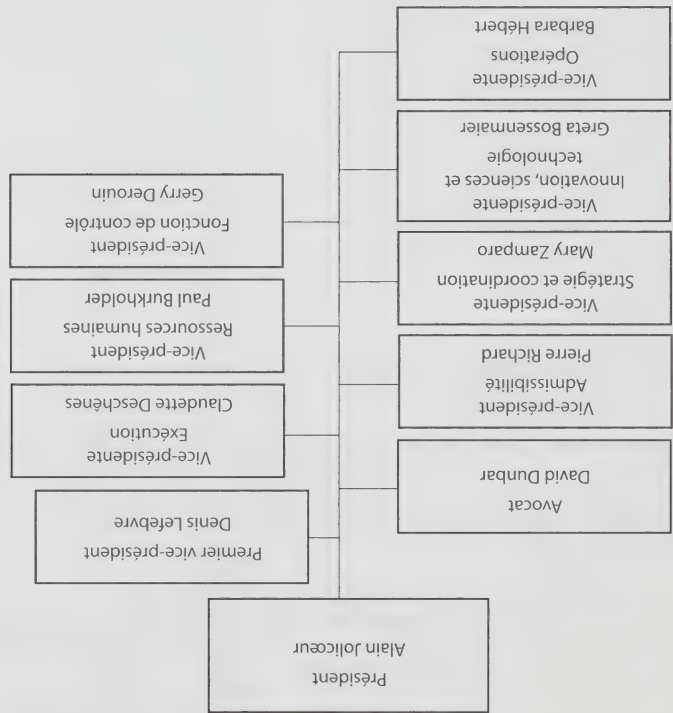 Président
Alain Jolicœur
Avocat
David Dunbar
Vice-président
Admissibilité
Pierre Richard
Vice-présidente
Stratégie et coordination
Mary Zamparo
Vice-présidente
Innovation, sciences et
technologie
Greta Bossenmaier
Vice-présidente
Opérations
Barbara Hébert
Premier vice-président
Denis Lefebvre
Vice-présidente
Exécution
Claudette Deschênes
Vice-président
Ressources humaines
Paul Burkholder
Vice-président
Fonction de contrôle
Gerry Derouin